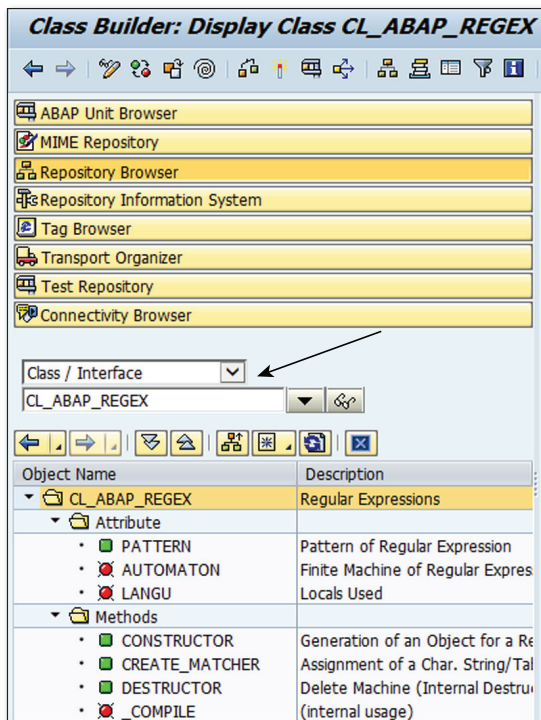 Class Builder: Display Class CL_ABAP_REGEX
ABAP Unit Browser
MIME Repository
Repository Browser
Repository Information System
Tag Browser
Transport Organizer
Test Repository
Connectivity Browser
Class / Interface
CL_ABAP_REGEX
Object Name Description
CL_ABAP_REGEX Regular Expressions
Attribute
PATTERN Pattern of Regular Expression
AUTOMATON Finite Machine of Regular Expres
LANGU Locals Used
Methods
CONSTRUCTOR Generation of an Object for a Re
CREATE_MATCHER Assignment of a Char. String/Tal
DESTRUCTOR Delete Machine (Internal Destru
_COMPILE (internal usage)